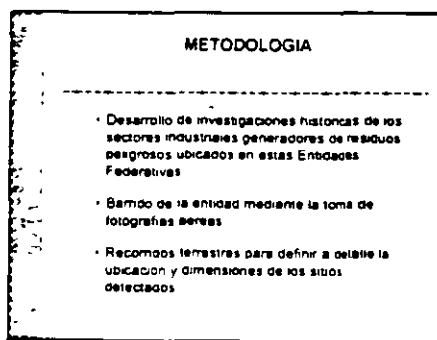 METODOLOGIA
· Desarrollo de investigaciones historicas de los
sectores industriales generadores de residuos
peligrosos ubicados en estas Entidades
Federativas
· Barrido de la entidad mediante la toma de
fotografias aereas
· Recorridos terrestres para definir a detalle la
ubicacion y dimensiones de los sitios
detectados